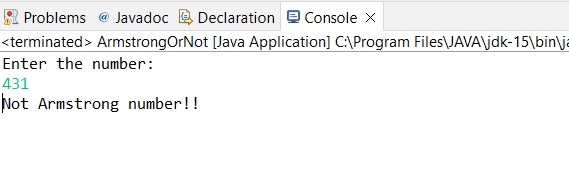 Problems @ Javadoc Declaration Console
<terminated> ArmstrongOrNot [Java Application] C:\Program Files\JAVA\jdk-15\bin\ja
Enter the number:
431
Not Armstrong number!!